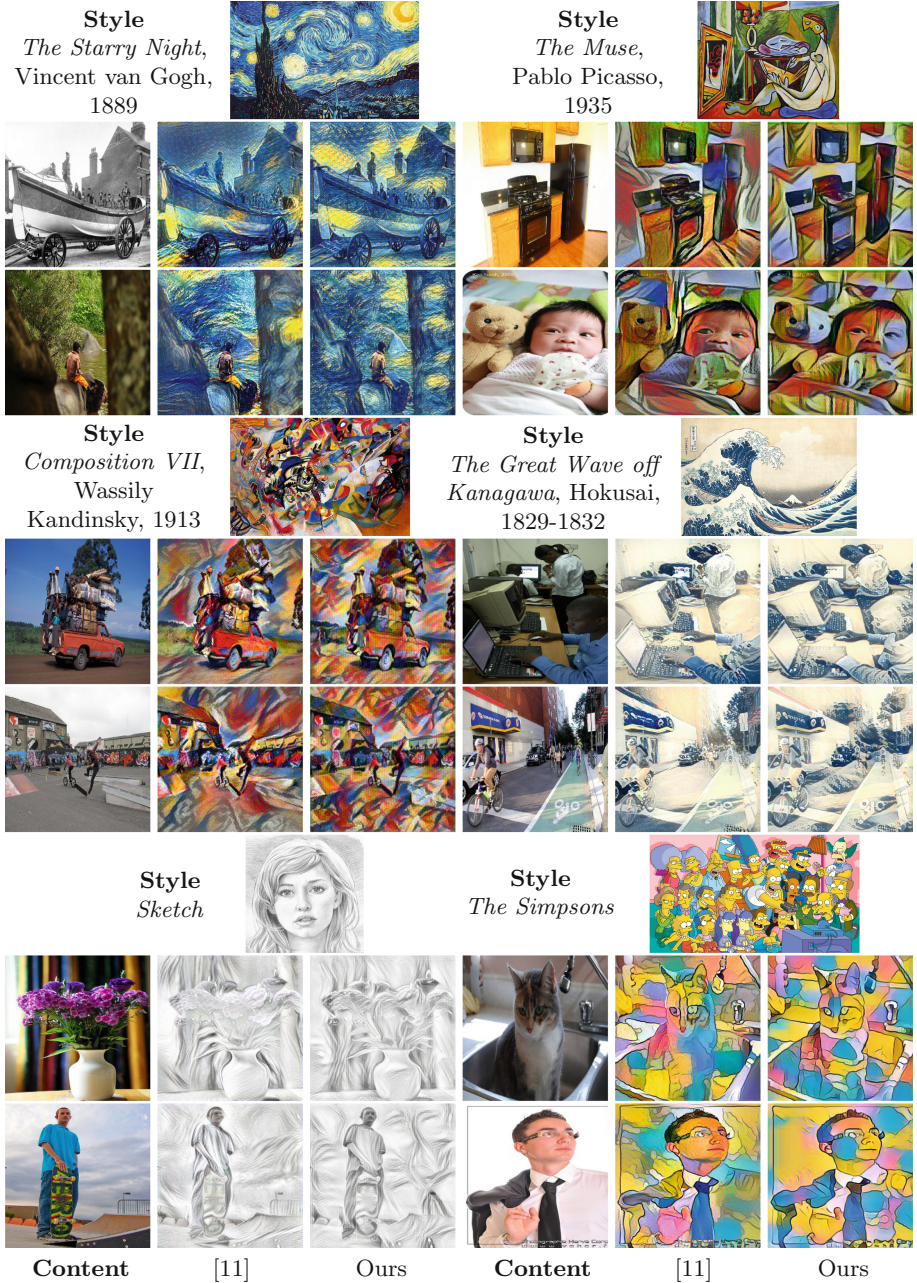 Style
The Starry Night,
Vincent van Gogh,
1889
Style
The Muse,
Pablo Picasso,
1935
Style
Composition VII,
Wassily
Kandinsky, 1913
Style
The Great Wave off
Kanagawa, Hokusai,
1829-1832
Style
Sketch
Style
The Simpsons
Content [11] Ours Content [11] Ours